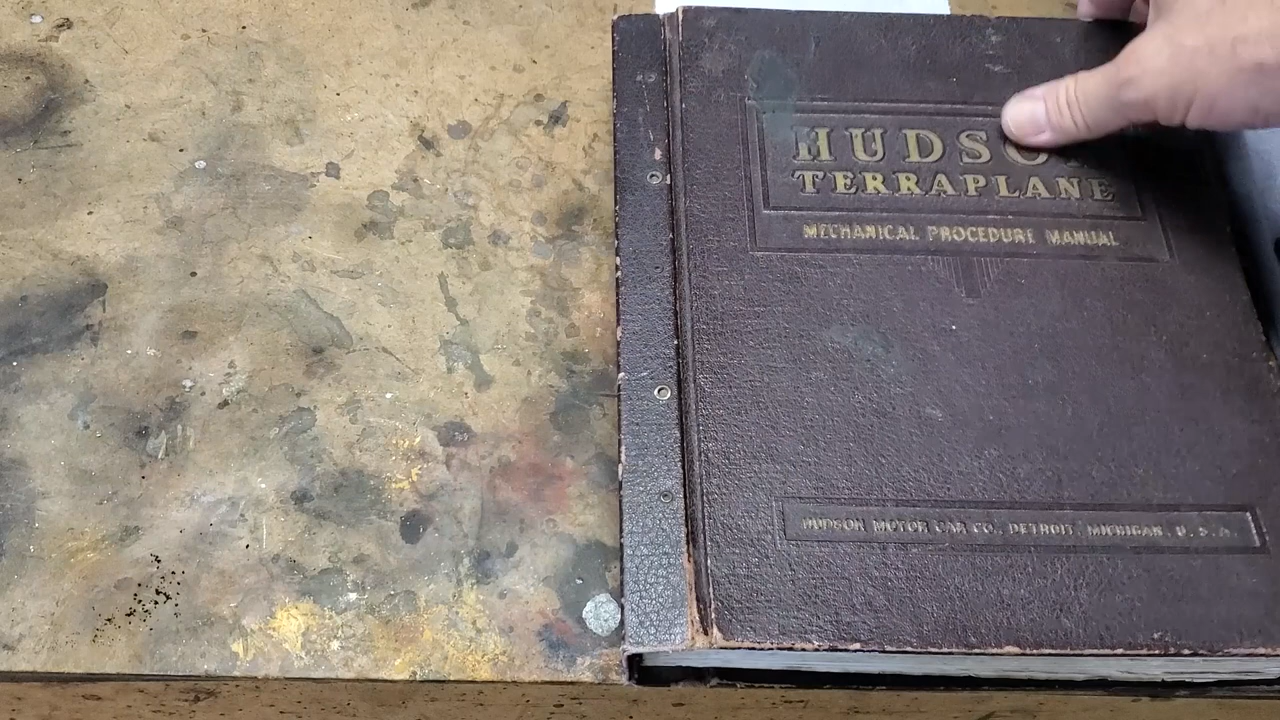 HUDSO
TERRAPLANE
MECHANICAL PROCEDURE MANUAL
HUDSON MOTOR CAR CO., DETROIT, MICHIGAN, U. S. A.